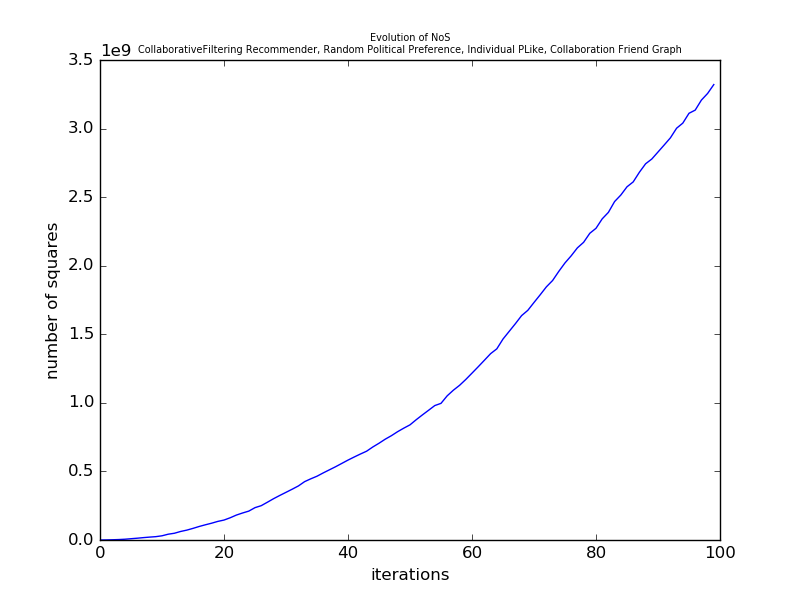 Evolution of NoS
CollaborativeFiltering Recommender, Random Political Preference, Individual PLike, Collaboration Friend Graph
1e9
3.5
3.0
2.5
2.0
1.5
1.0
0.5
0.0
number of squares
0 20 40 60 80 100
iterations